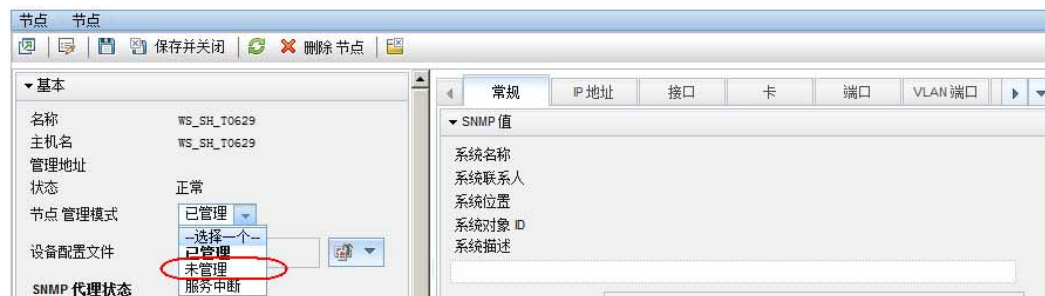 节点 节点
保存并关闭 删除 节点
基本
名称 WS_SH_T0629
主机名 WS_SH_T0629
管理地址
状态 正常
节点 管理模式 已管理
--选择一个--
已管理
未管理
服务中断
设备配置文件
SNMP 代理状态
常规 IP 地址 接口 卡 端口 VLAN 端口
SNMP 值
系统名称
系统联系人
系统位置
系统对象 ID
系统描述